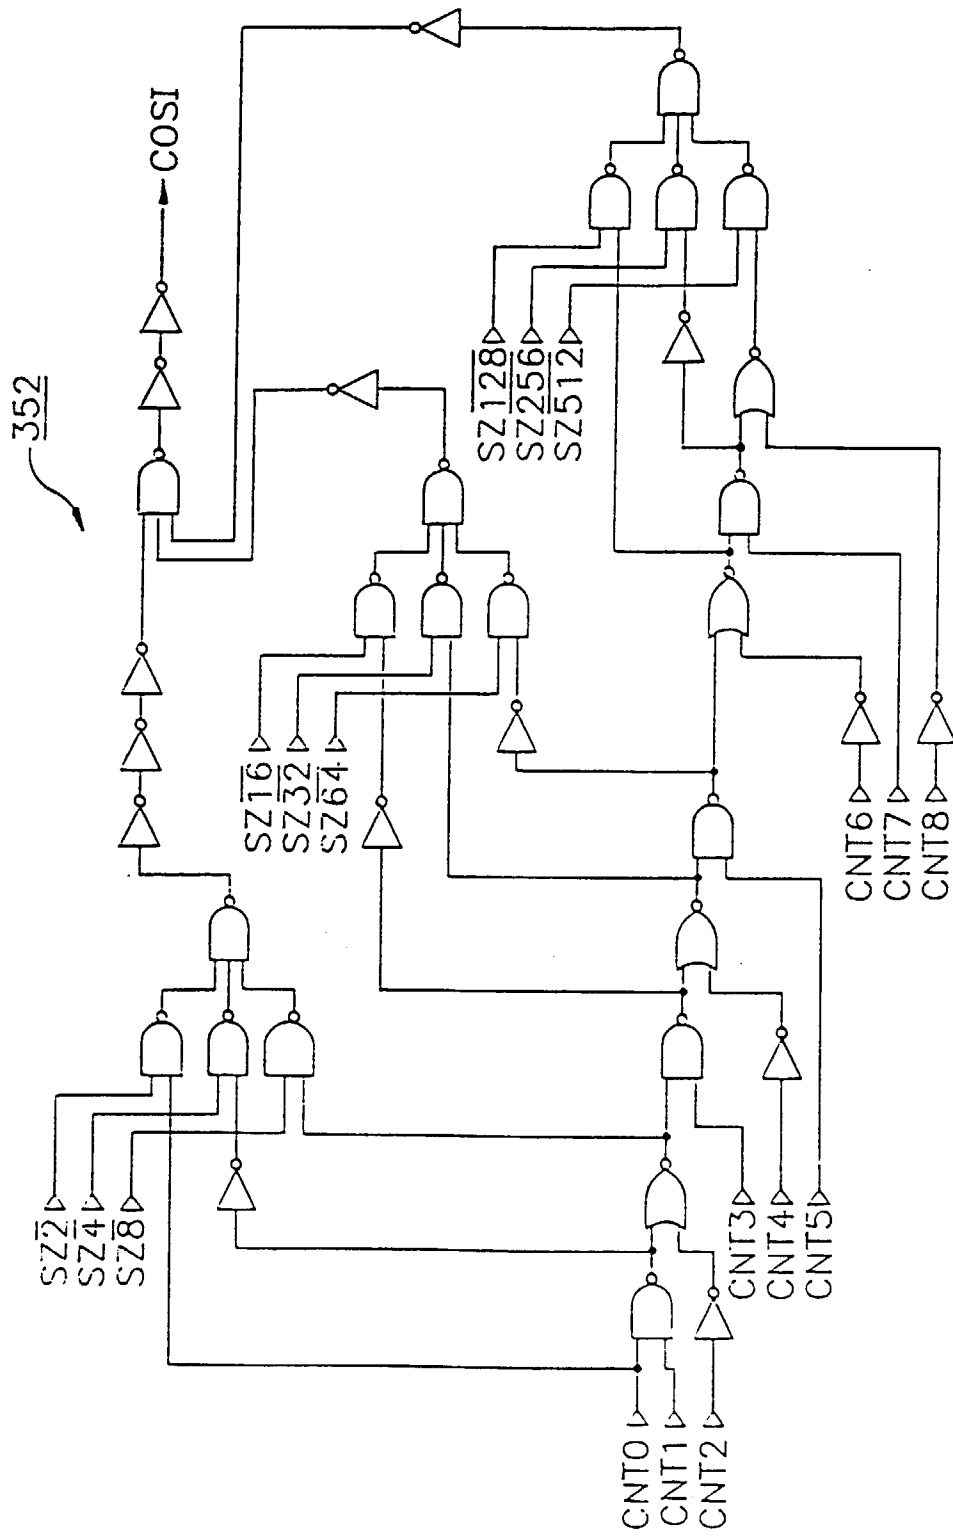 352
COSI
SZ2
SZ4
SZ8
SZ16
SZ32
SZ64
SZ128
SZ256
SZ512
CNT0
CNT1
CNT2
CNT3
CNT4
CNT5
CNT6
CNT7
CNT8